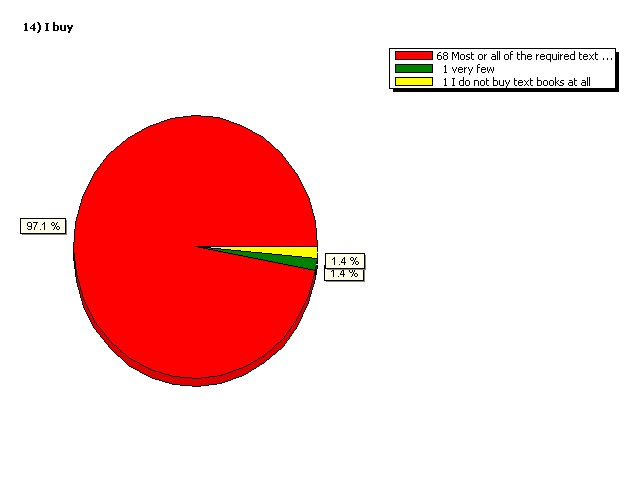 14) I buy
68 Most or all of the required text ...
1 very few
1 I do not buy text books at all
97.1 %
1.4 %
1.4 %